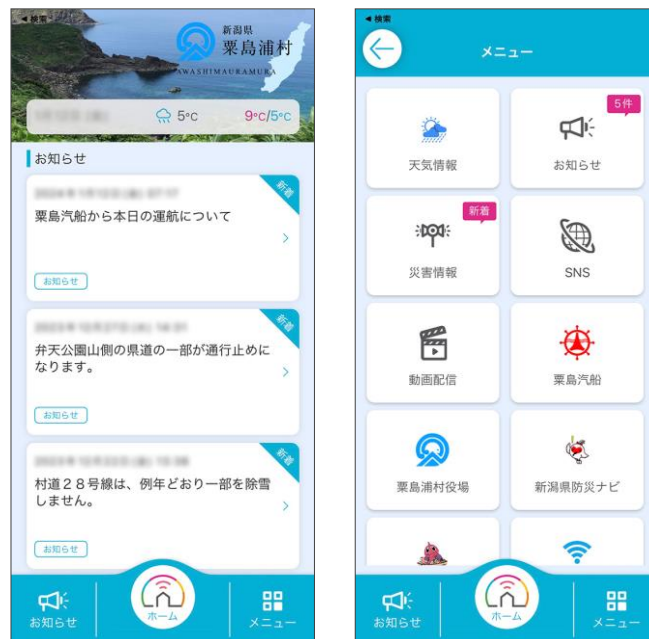 ◀検索
新潟県
粟島浦村
AWASHIMAURAMURA
5°C
9°C/5°C
お知らせ
新着
粟島汽船から本日の運航について
お知らせ
新着
弁天公園山側の県道の一部が通行止めに
なります。
お知らせ
新着
村道28号線は、例年どおり一部を除雪
しません。
お知らせ
お知らせ
ホーム
メニュー
◀検索
メニュー
天気情報
5件
お知らせ
新着
災害情報
SNS
動画配信
粟島汽船
粟島浦村役場
新潟県防災ナビ
お知らせ
ホーム
メニュー